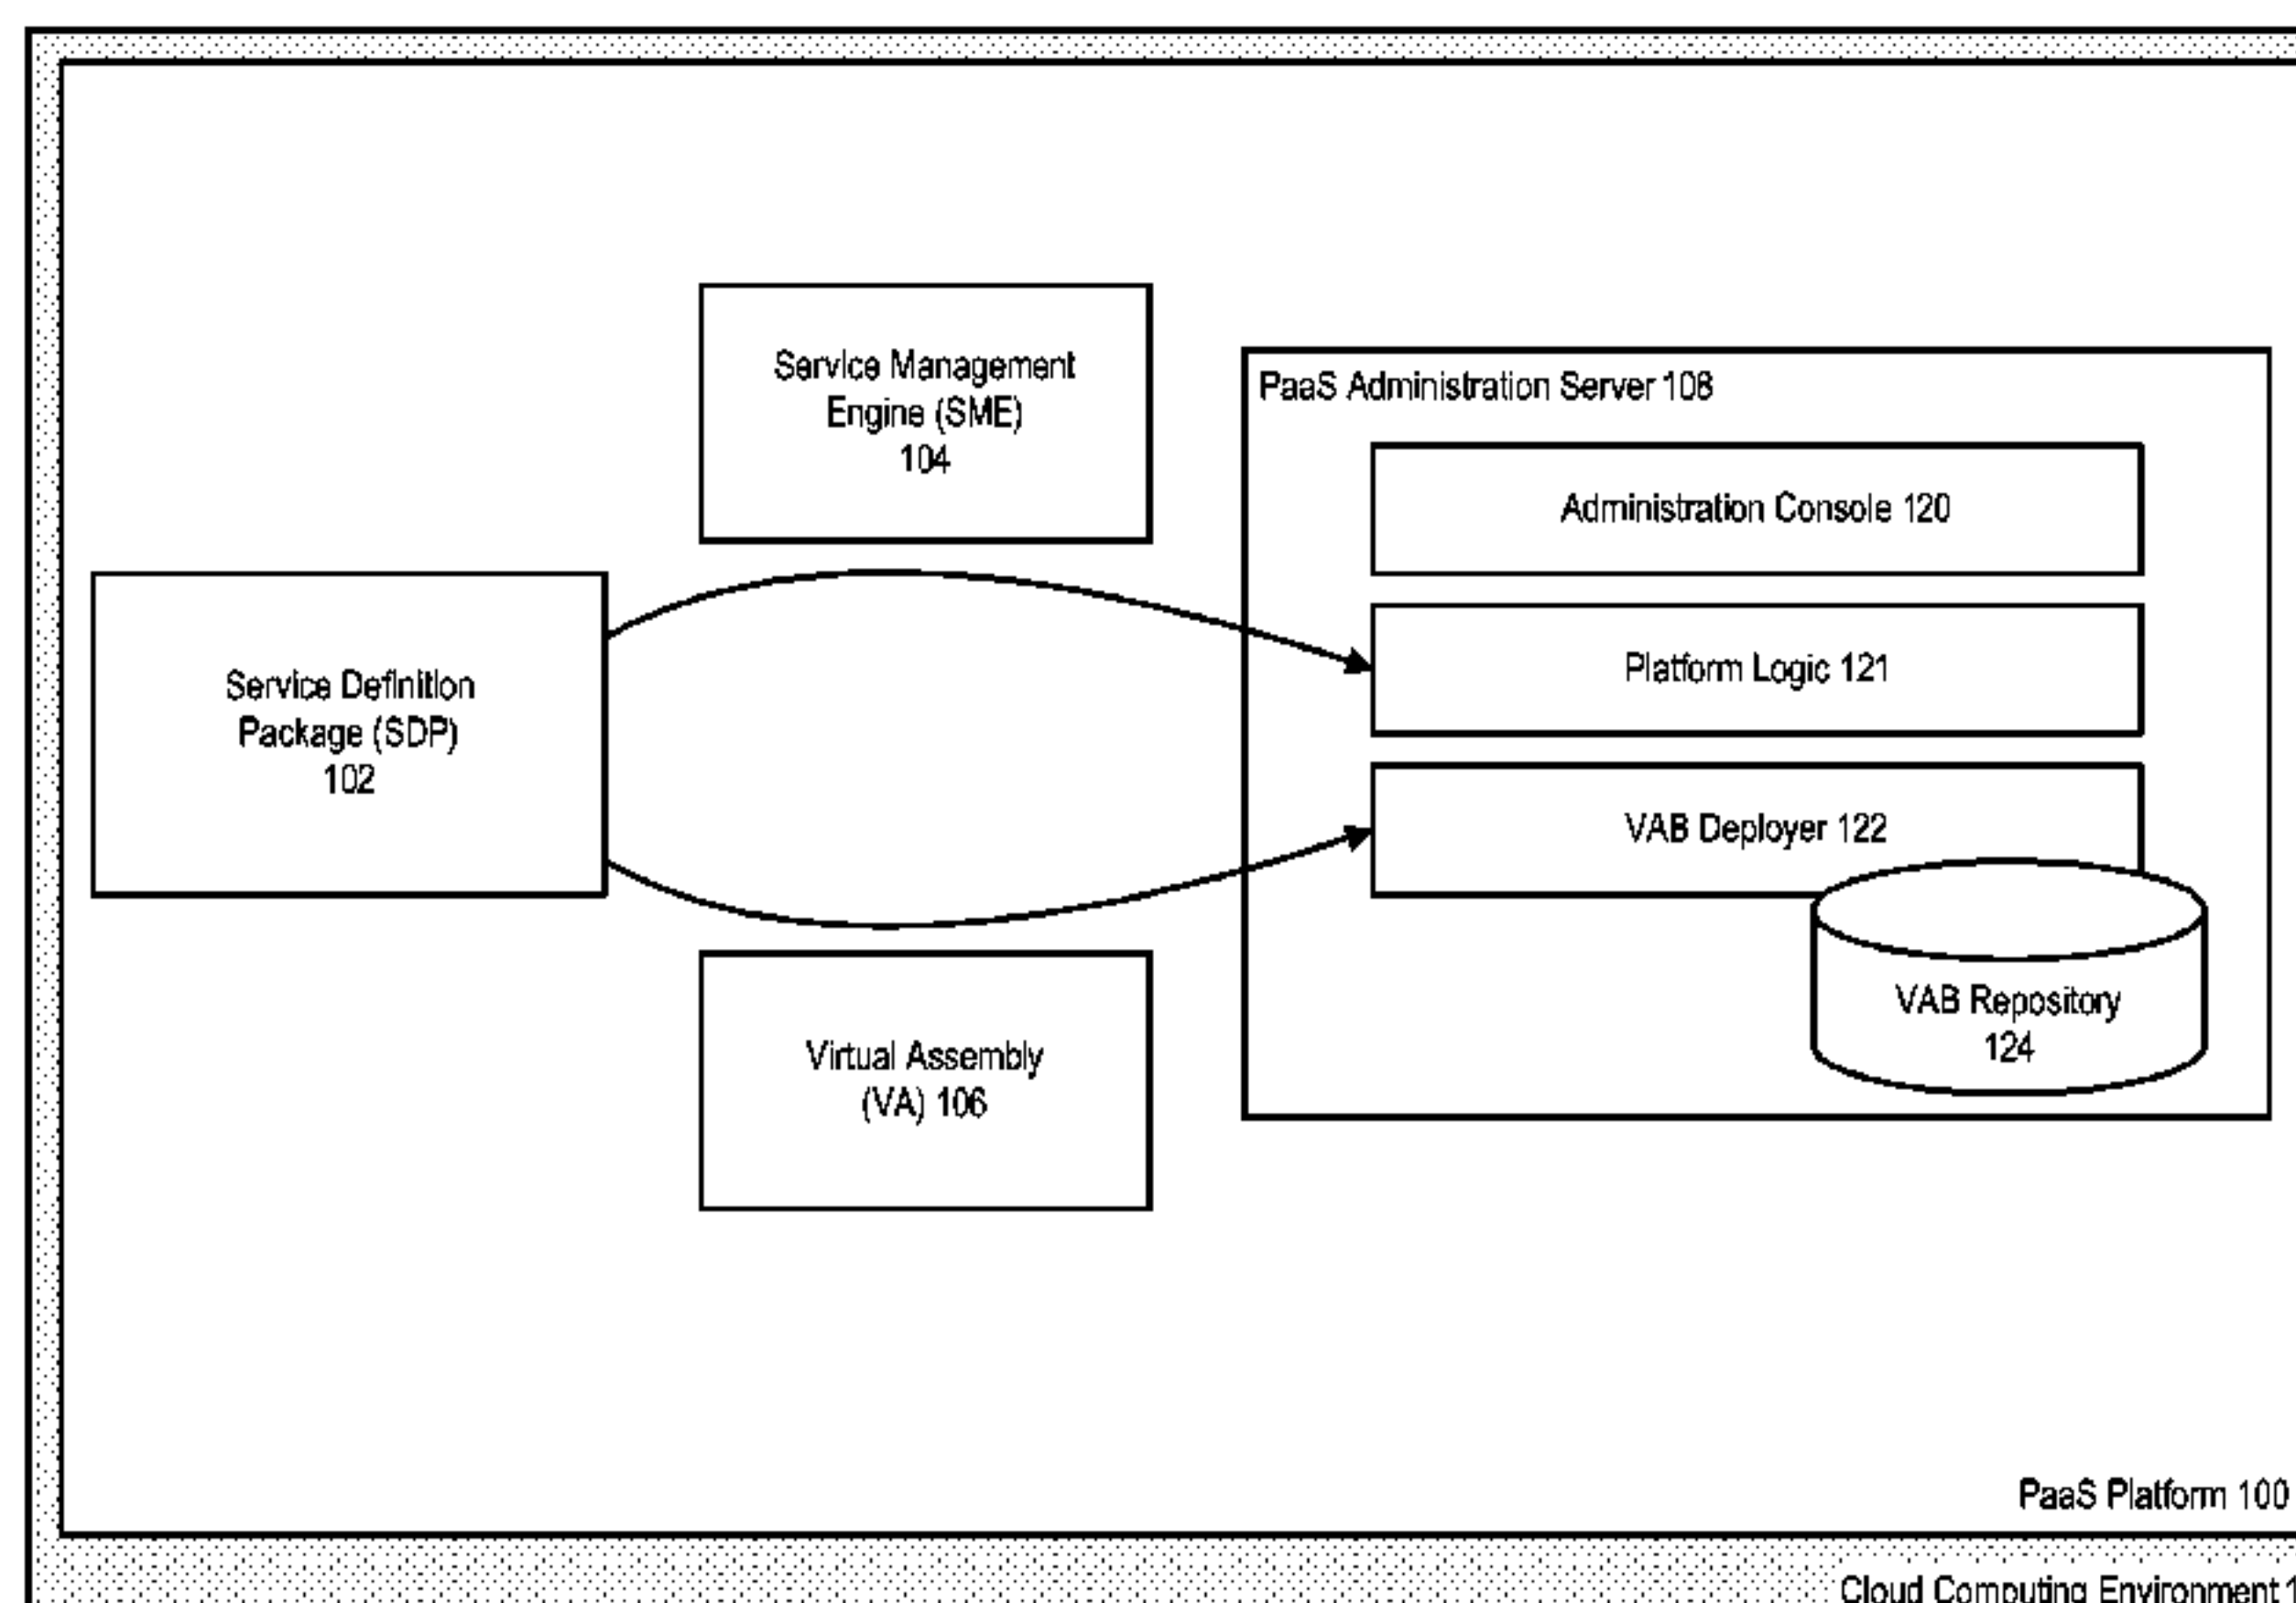 Service Management
Engine (SME)
104
PaaS Administration Server 108
Administration Console 120
Service Definition
Package (SDP)
102
Platform Logic 121
VAB Deployer 122
VAB Repository
124
Virtual Assembly
(VA) 106
PaaS Platform 100
Cloud Computing Environment